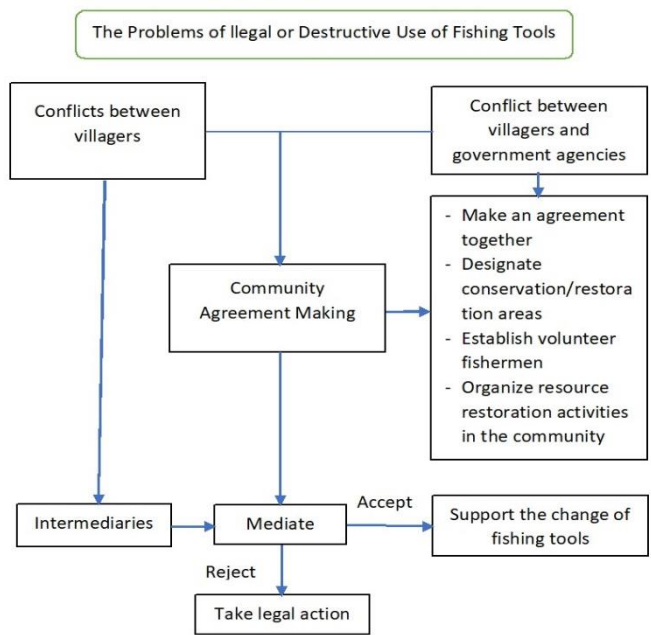 The Problems of llegal or Destructive Use of Fishing Tools
Conflicts between
villagers
Conflict between
villagers and
government agencies
- Make an agreement
together
- Designate
conservation/restora
tion areas
- Establish volunteer
fishermen
- Organize resource
restoration activities
in the community
Community
Agreement Making
Intermediaries
Mediate
Accept
Support the change of
fishing tools
Reject
Take legal action